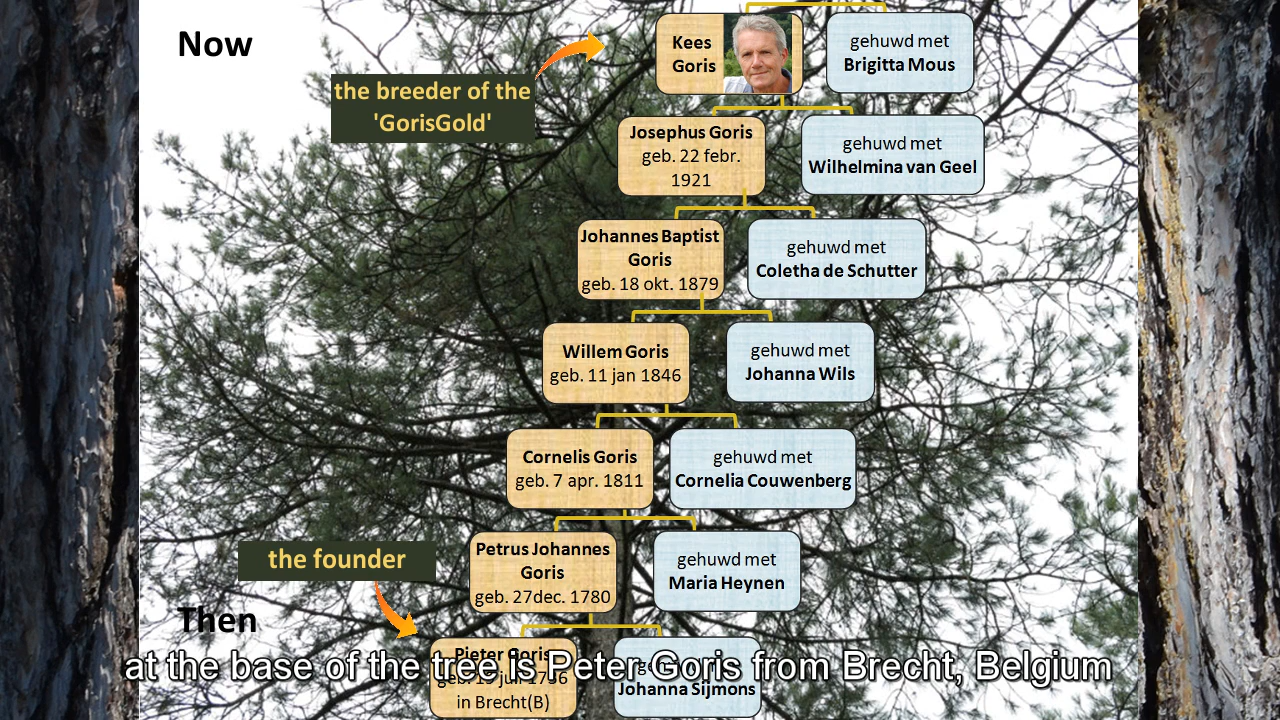 Now
the breeder of the
'GorisGold'
Kees
Goris
gehuwd met
Brigitta Mous
Josephus Goris
geb. 22 febr.
1921
gehuwd met
Wilhelmina van Geel
Johannes Baptist
Goris
geb. 18 okt. 1879
gehuwd met
Coletha de Schutter
Willem Goris
geb. 11 jan 1846
gehuwd met
Johanna Wils
Cornelis Goris
geb. 7 apr. 1811
gehuwd met
Cornelia Couwenberg
the founder
Petrus Johannes
Goris
geb. 27dec. 1780
gehuwd met
Maria Heynen
Then
Pieter Goris
geb.
in Brecht(B)
Johanna Sijmons
at the base of the tree is Peter Goris from Brecht, Belgium